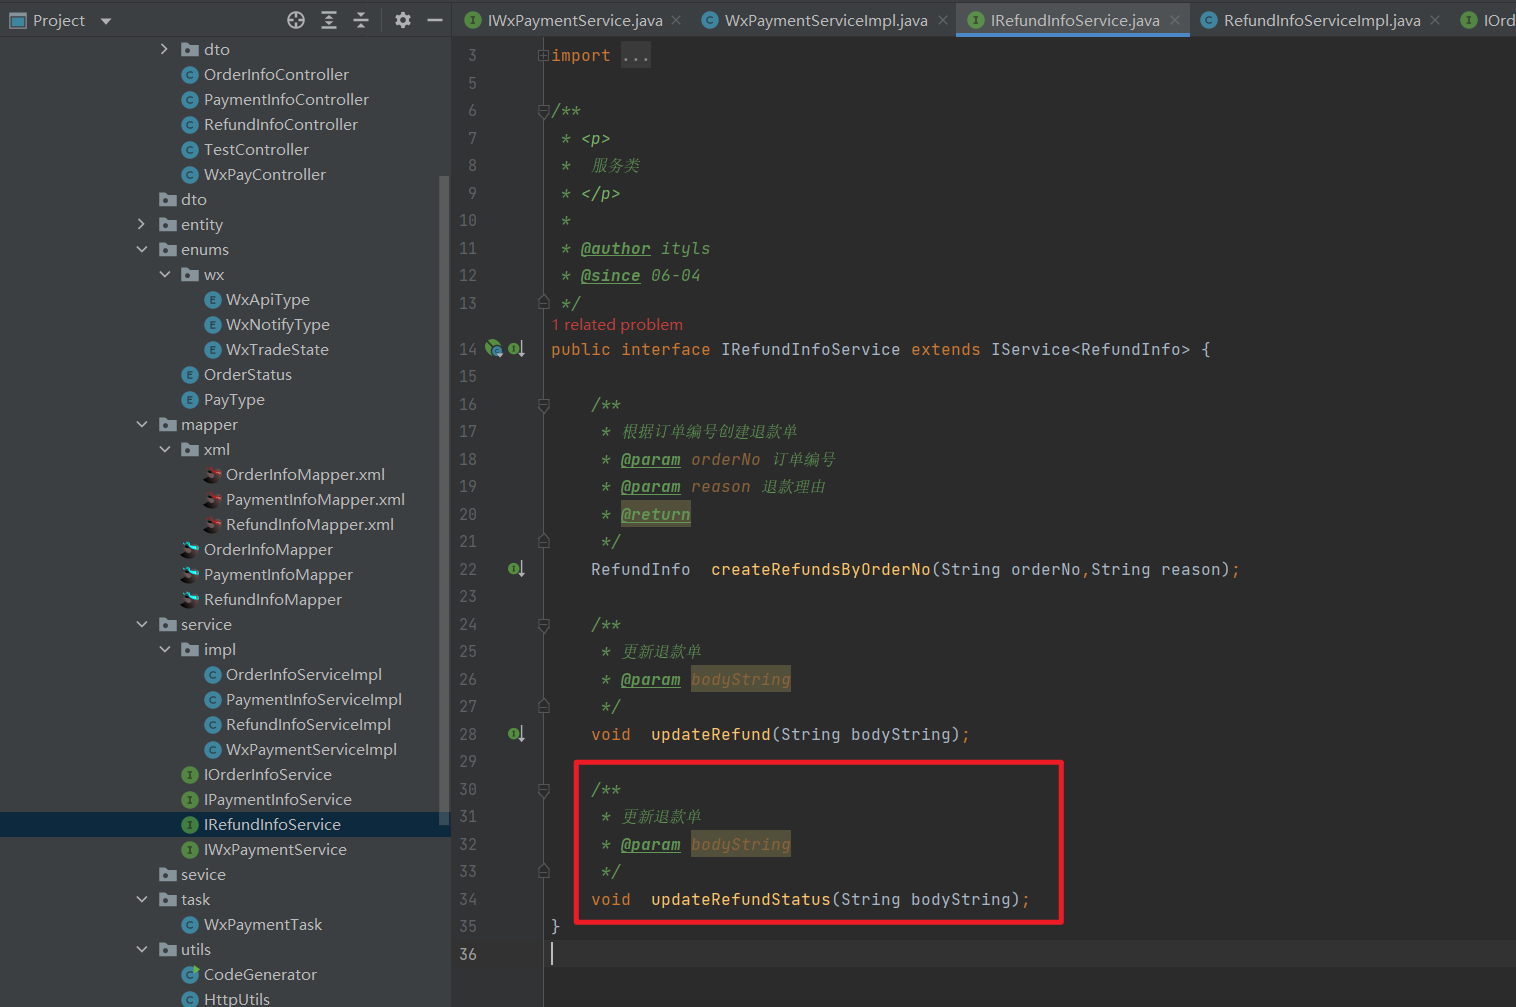 Project
IWxPaymentService.java
WxPaymentServiceImpl.java
IRefundInfoService.java
RefundInfoServiceImpl.java
IOrd
dto
OrderInfoController
PaymentInfoController
RefundInfoController
TestController
WxPayController
dto
entity
enums
wx
WxApiType
WxNotifyType
WxTradeState
OrderStatus
PayType
mapper
xml
OrderInfoMapper.xml
PaymentInfoMapper.xml
RefundInfoMapper.xml
OrderInfoMapper
PaymentInfoMapper
RefundInfoMapper
service
impl
OrderInfoServiceImpl
PaymentInfoServiceImpl
RefundInfoServiceImpl
WxPaymentServiceImpl
IOrderInfoService
IPaymentInfoService
IRefundInfoService
IWxPaymentService
sevice
task
WxPaymentTask
utils
CodeGenerator
HttpUtils
3 import ...
5
6 /**
7 * <p>
8 * 服务类
9 * </p>
10 *
11 * @author ityls
12 * @since 06-04
13 */
1 related problem
14 public interface IRefundInfoService extends IService<RefundInfo> {
15
16 /**
17 * 根据订单编号创建退款单
18 * @param orderNo 订单编号
19 * @param reason 退款理由
20 * @return
21 */
22 RefundInfo createRefundsByOrderNo(String orderNo,String reason);
23
24 /**
25 * 更新退款单
26 * @param bodyString
27 */
28 void updateRefund(String bodyString);
29
30 /**
31 * 更新退款单
32 * @param bodyString
33 */
34 void updateRefundStatus(String bodyString);
35 }
36